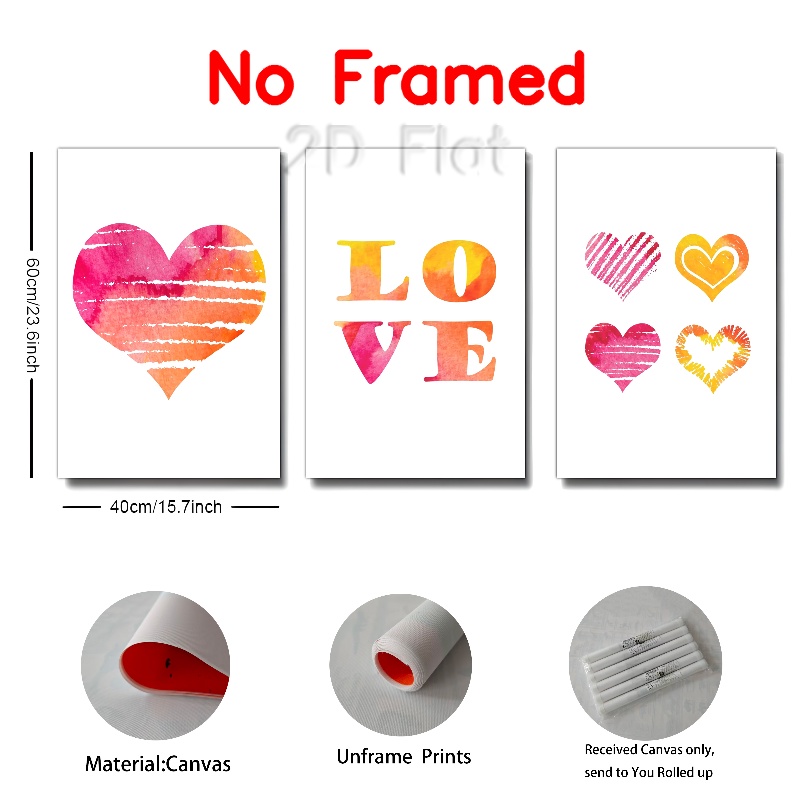 No Framed
2D Flat
60cm/23.6inch
LO
VE
40cm/15.7inch
Material:Canvas
Unframe Prints
Received Canvas only,
send to You Rolled up